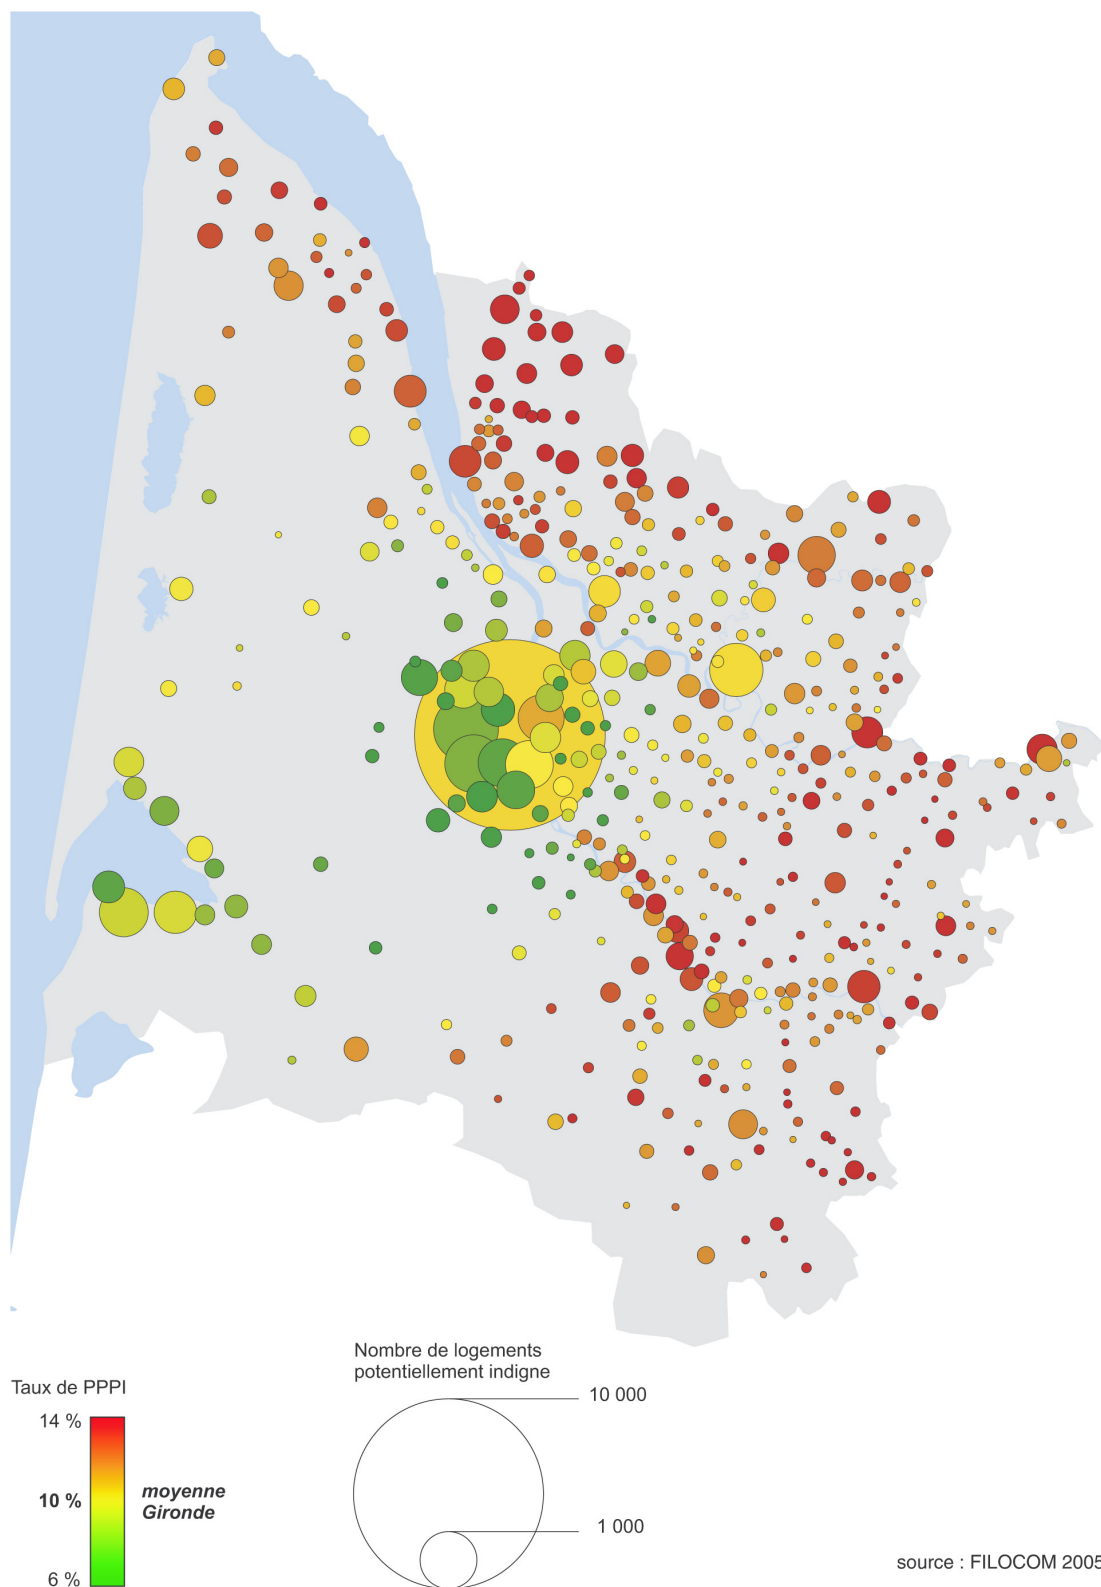 Nombre de logements
potentiellement indigne
10 000
1 000
Taux de PPPI
14 %
10 %
6 %
moyenne
Gironde
source : FILOCOM 2005